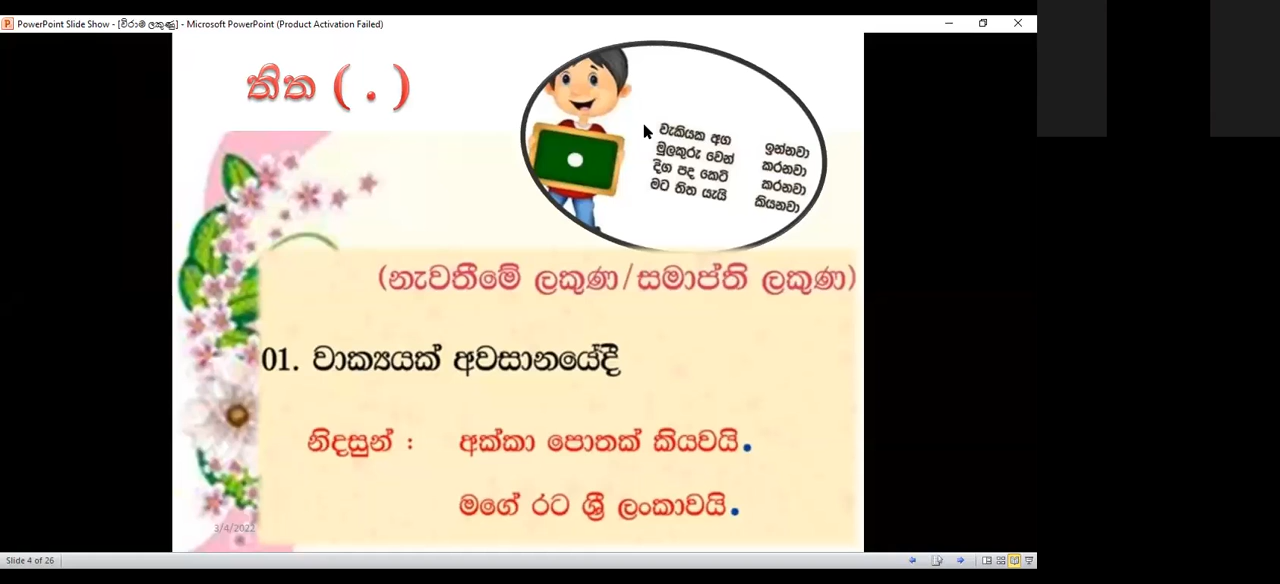 PowerPoint Slide Show - [විරාම ලකුණු] - Microsoft PowerPoint (Product Activation Failed)
තිත ( . )
වැකියක අග ඉන්නවා
මුලකුරු වෙන් කරනවා
දිග පද කෙටි කරනවා
මට තිත යැයි කියනවා
(නැවතීමේ ලකුණ/සමාප්ති ලකුණ)
01. වාක්‍යයක් අවසානයේදී
නිදසුන් : අක්කා පොතක් කියවයි.
මගේ රට ශ්‍රී ලංකාවයි.
3/4/2022
Slide 4 of 26